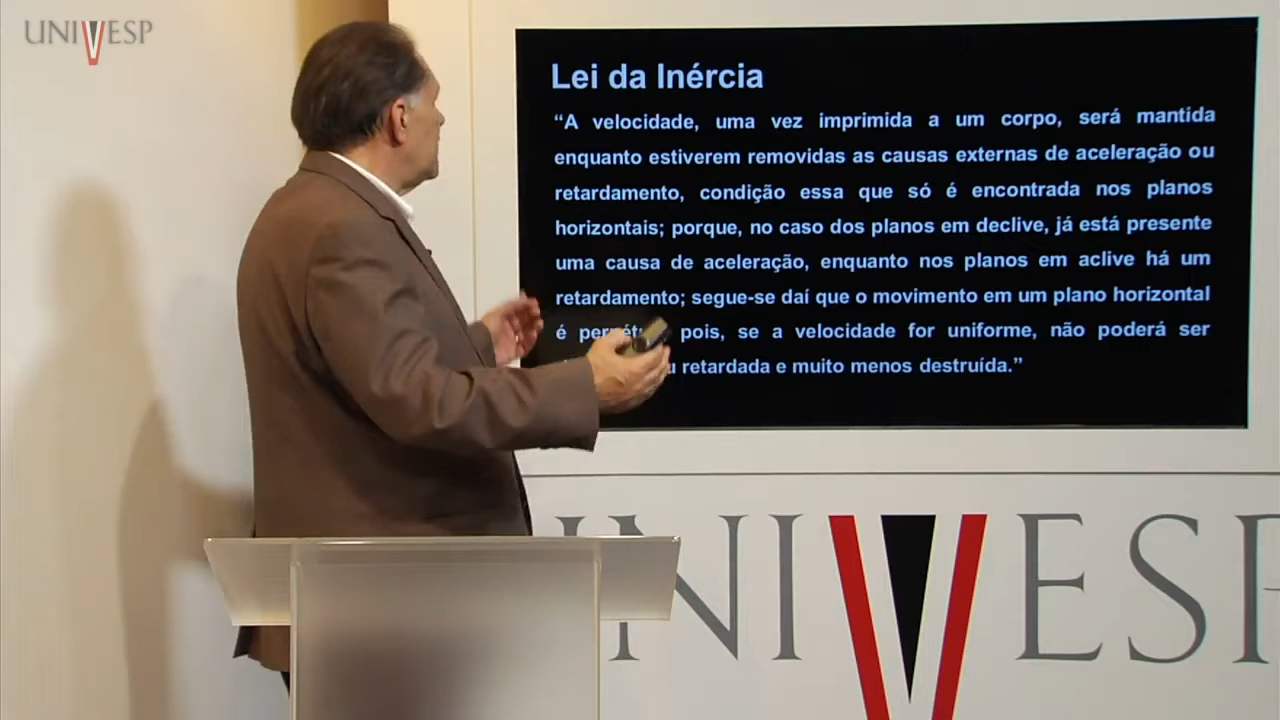 UNIVESP
Lei da Inércia
“A velocidade, uma vez imprimida a um corpo, será mantida
enquanto estiverem removidas as causas externas de aceleração ou
retardamento, condição essa que só é encontrada nos planos
horizontais; porque, no caso dos planos em declive, já está presente
uma causa de aceleração, enquanto nos planos em aclive há um
retardamento; segue-se daí que o movimento em um plano horizontal
é pois, se a velocidade for uniforme, não poderá ser
retardada e muito menos destruída.”
UNIVESP